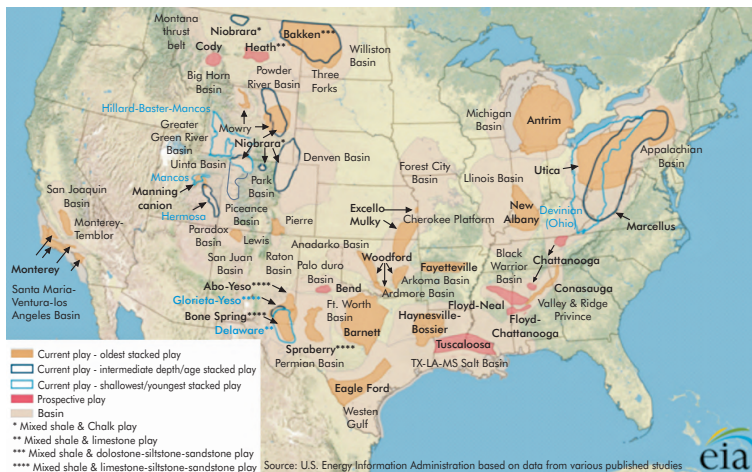 Montana
thrust
belt
Niobrara*
Cody
Heath**
Bakken***
Williston
Basin
Big Horn
Basin
Powder
River Basin
Three
Forks
Hillard-Baster-Mancos
Mowry
Greater
Green River
Basin
Niobrara*
Uinta Basin
Denven Basin
Mancos
Manning
canion
Park
Basin
Hermosa
Piceance
Basin
San Joaquin
Basin
Monterey-
Temblor
Monterey
Santa Maria-
Ventura-los
Angeles Basin
Paradox
Basin
Lewis
Pierre
San Juan
Basin
Raton
Basin
Anadarko Basin
Palo duro
Basin
Abo-Yeso****
Glorieta-Yeso****
Bone Spring****
Delaware**
Bend
Ft. Worth
Basin
Barnett
Spraberry****
Permian Basin
Eagle Ford
Westen
Gulf
Michigan
Basin
Antrim
Forest City
Basin
Llinois Basin
Excello
Mulky
Cherokee Platform
Woodford
Fayetteville
Arkoma Basin
Ardmore Basin
New
Albany
Utica
Appalachian
Basin
Devinian
(Ohio)
Marcellus
Chattanooga
Black
Warrior
Basin
Conasauga
Valley & Ridge
Privince
Floyd-Neal
Floyd-
Chattanooga
Haynesville-
Bossier
Tuscaloosa
TX-LA-MS Salt Basin
Current play - oldest stacked play
Current play - intermediate depth/age stacked play
Current play - shallowest/youngest stacked play
Prospective play
Basin
* Mixed shale & Chalk play
** Mixed shale & limestone play
*** Mixed shale & dolostone-siltstone-sandstone play
**** Mixed shale & limestone-siltstone-sandstone play
Source: U.S. Energy Information Administration based on data from various published studies
eia